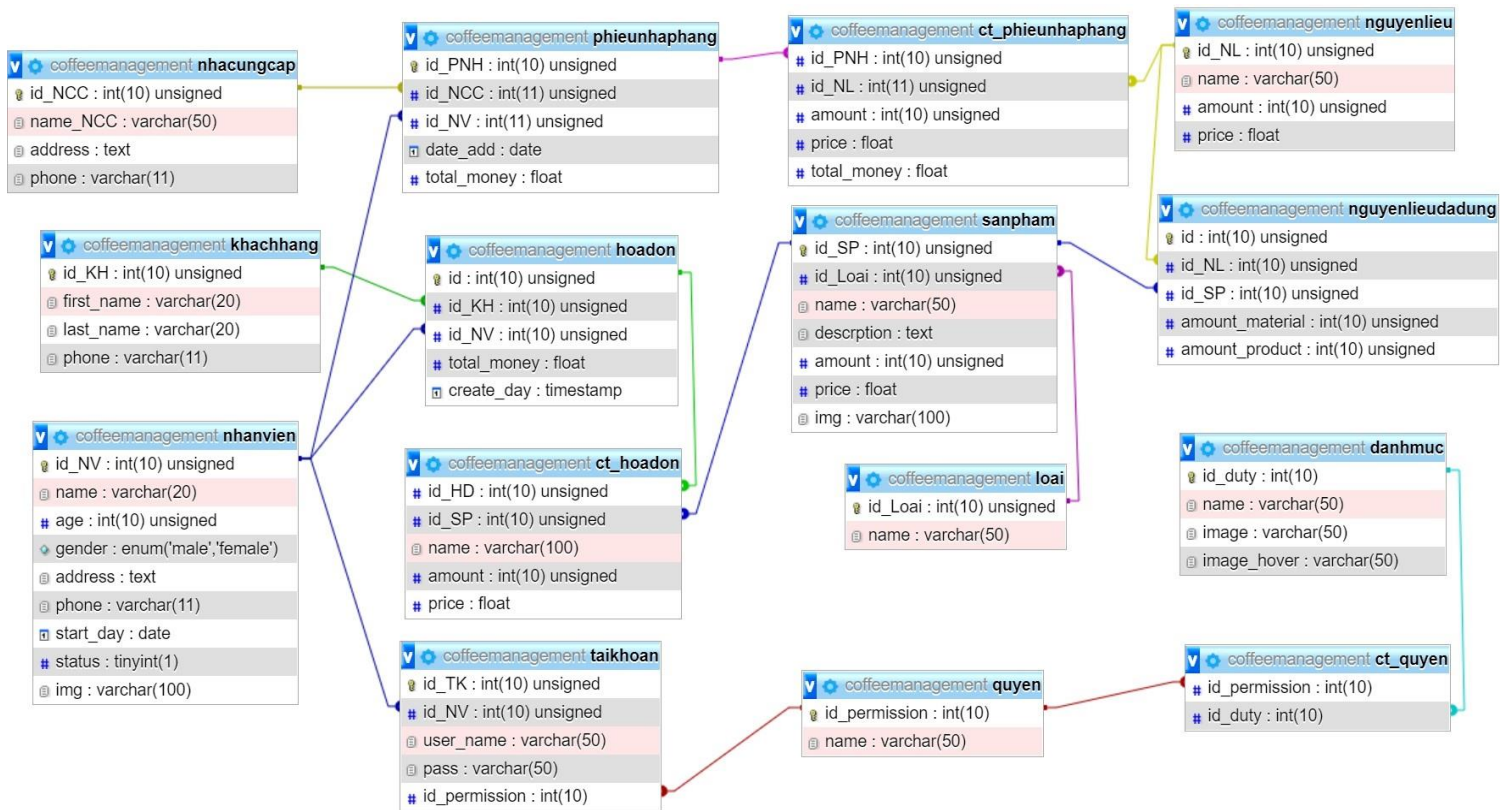 coffeemanagement nhacungcap
id_NCC : int(10) unsigned
name_NCC : varchar(50)
address : text
phone : varchar(11)
coffeemanagement phieunhaphang
id_PNH : int(10) unsigned
id_NCC : int(11) unsigned
id_NV : int(11) unsigned
date_add : date
total_money : float
coffeemanagement ct_phieunhaphang
id_PNH : int(10) unsigned
id_NL : int(11) unsigned
amount : int(10) unsigned
price : float
total_money : float
coffeemanagement nguyenlieu
id_NL : int(10) unsigned
name : varchar(50)
amount : int(10) unsigned
price : float
coffeemanagement khachhang
id_KH : int(10) unsigned
first_name : varchar(20)
last_name : varchar(20)
phone : varchar(11)
coffeemanagement hoadon
id : int(10) unsigned
id_KH : int(10) unsigned
id_NV : int(10) unsigned
total_money : float
create_day : timestamp
coffeemanagement sanpham
id_SP : int(10) unsigned
id_Loai : int(10) unsigned
name : varchar(50)
descrption : text
amount : int(10) unsigned
price : float
img : varchar(100)
coffeemanagement nguyenlieudadung
id : int(10) unsigned
id_NL : int(10) unsigned
id_SP : int(10) unsigned
amount_material : int(10) unsigned
amount_product : int(10) unsigned
coffeemanagement nhanvien
id_NV : int(10) unsigned
name : varchar(20)
age : int(10) unsigned
gender : enum('male','female')
address : text
phone : varchar(11)
start_day : date
status : tinyint(1)
img : varchar(100)
coffeemanagement ct_hoadon
id_HD : int(10) unsigned
id_SP : int(10) unsigned
name : varchar(100)
amount : int(10) unsigned
price : float
coffeemanagement loai
id_Loai : int(10) unsigned
name : varchar(50)
coffeemanagement danhmuc
id_duty : int(10)
name : varchar(50)
image : varchar(50)
image_hover : varchar(50)
coffeemanagement taikhoan
id_TK : int(10) unsigned
id_NV : int(10) unsigned
user_name : varchar(50)
pass : varchar(50)
id_permission : int(10)
coffeemanagement quyen
id_permission : int(10)
name : varchar(50)
coffeemanagement ct_quyen
id_permission : int(10)
id_duty : int(10)